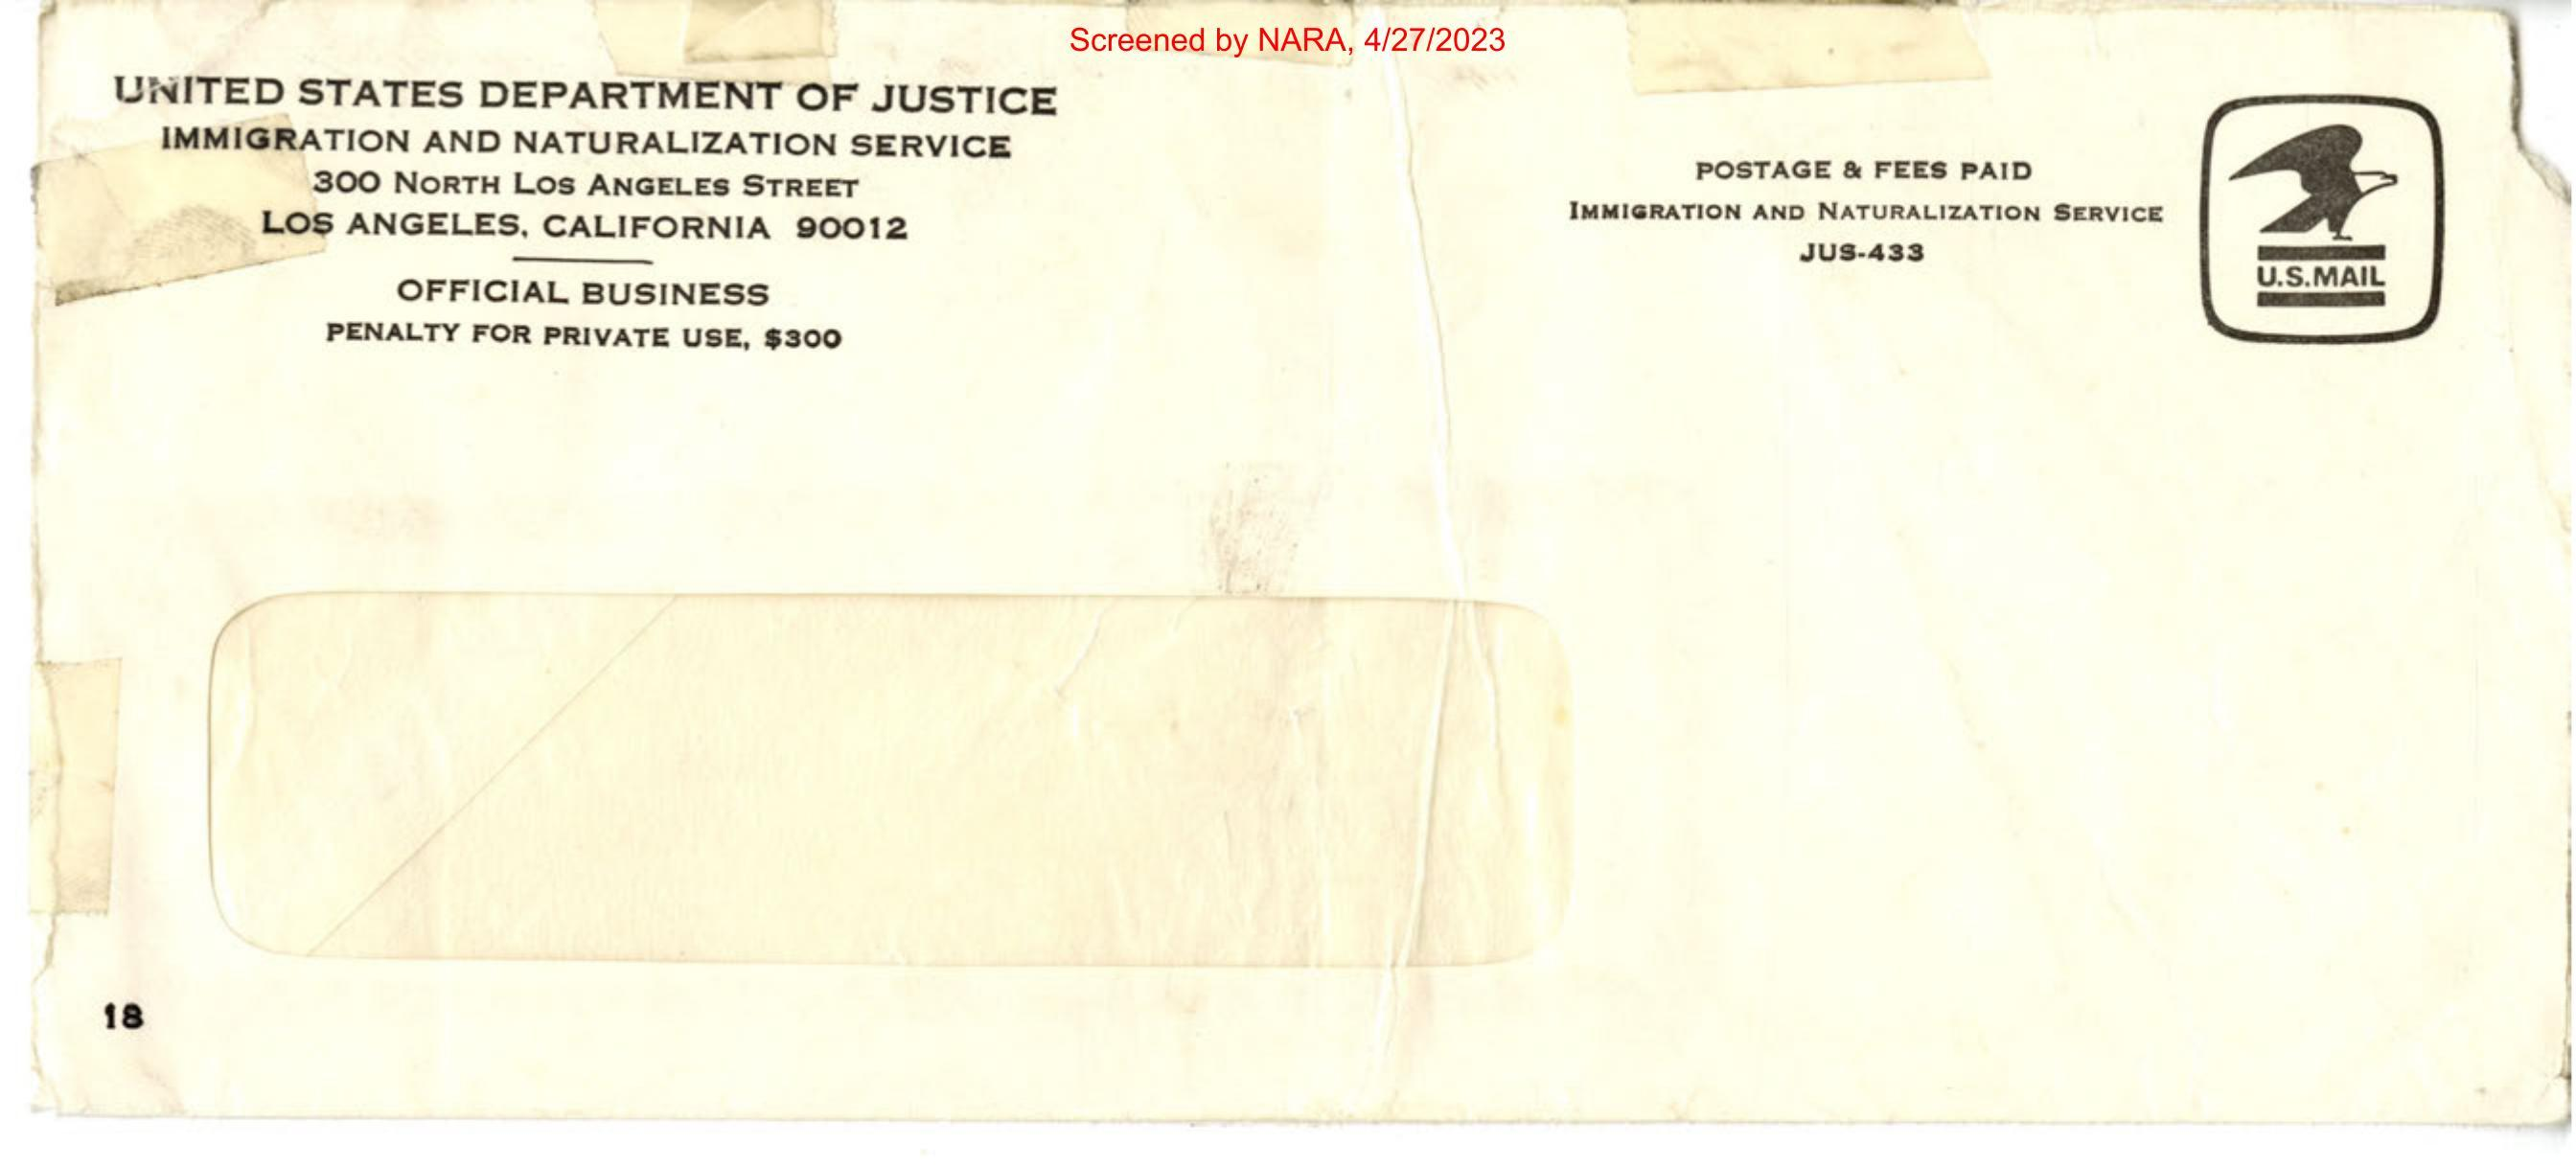 Screened by NARA, 4/27/2023
UNITED STATES DEPARTMENT OF JUSTICE
IMMIGRATION AND NATURALIZATION SERVICE
300 NORTH LOS ANGELES STREET
LOS ANGELES, CALIFORNIA 90012
OFFICIAL BUSINESS
PENALTY FOR PRIVATE USE, $300
POSTAGE & FEES PAID
IMMIGRATION AND NATURALIZATION SERVICE
JUS-433
U.S.MAIL
18